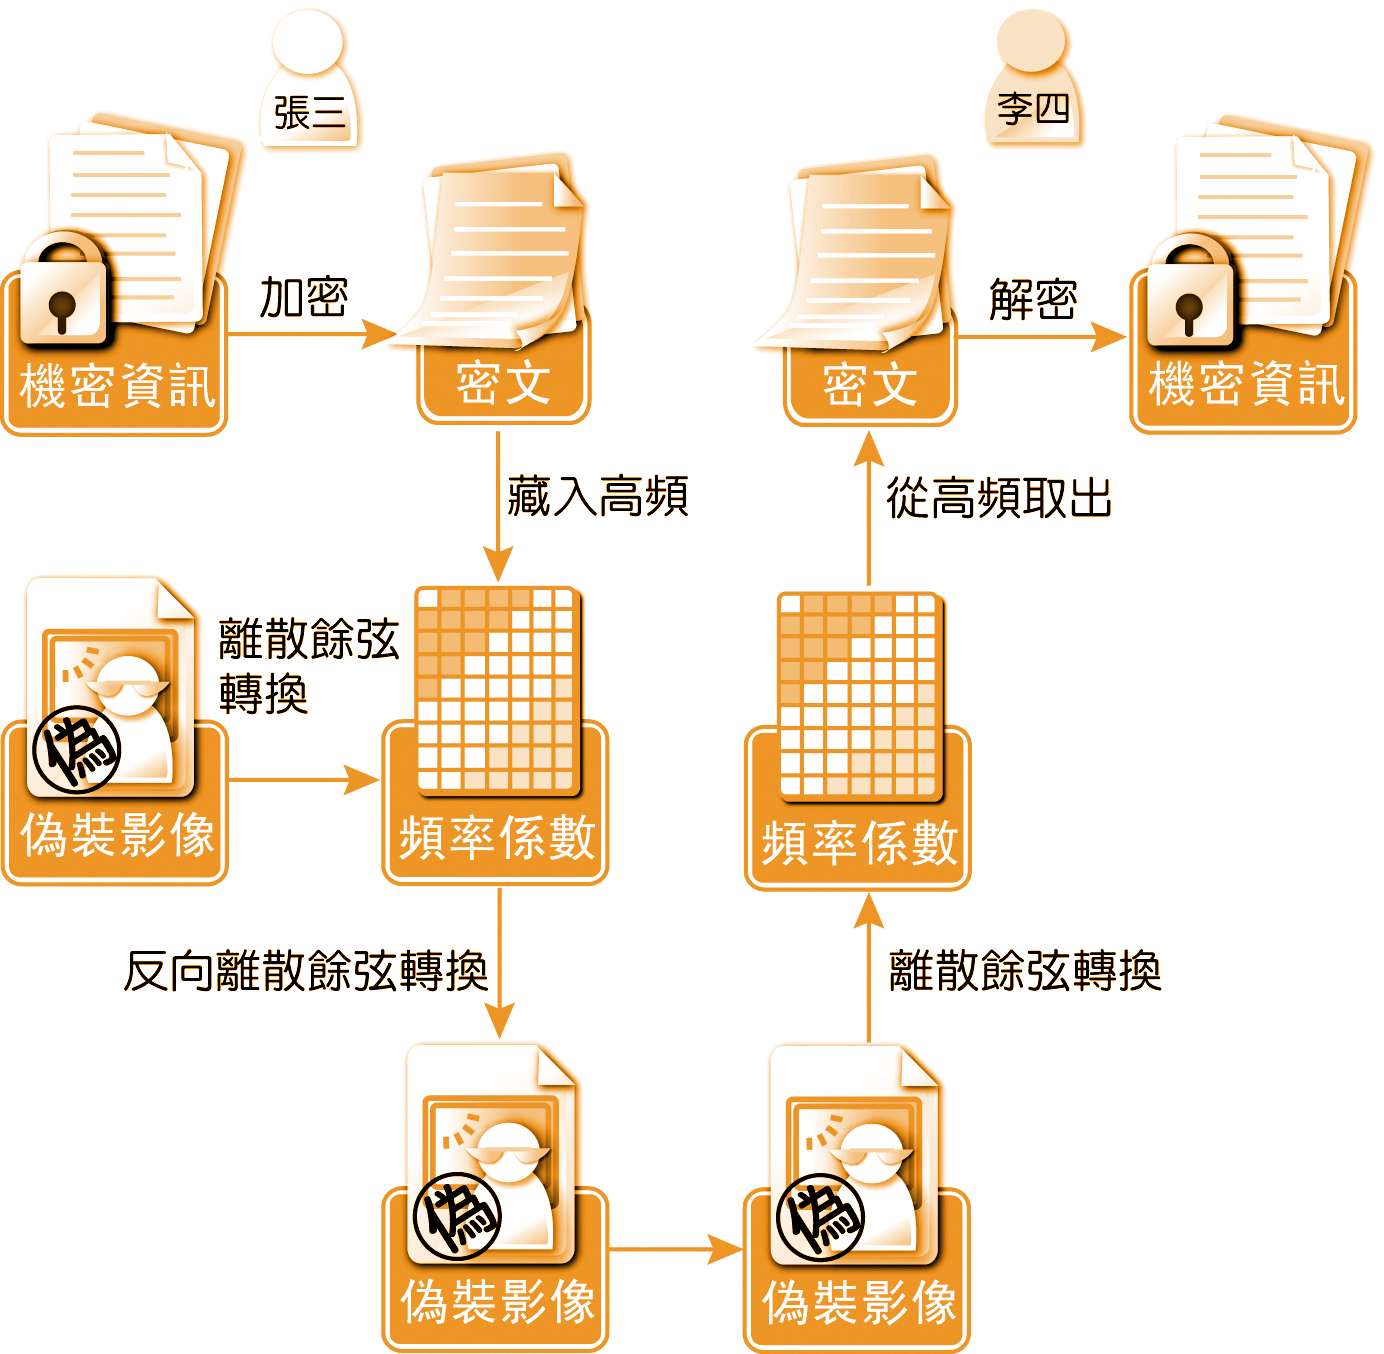 張三
李四
加密
解密
機密資訊
密文
密文
機密資訊
藏入高頻
從高頻取出
離散餘弦
轉換
偽
偽裝影像
頻率係數
頻率係數
反向離散餘弦轉換
離散餘弦轉換
偽
偽
偽裝影像
偽裝影像